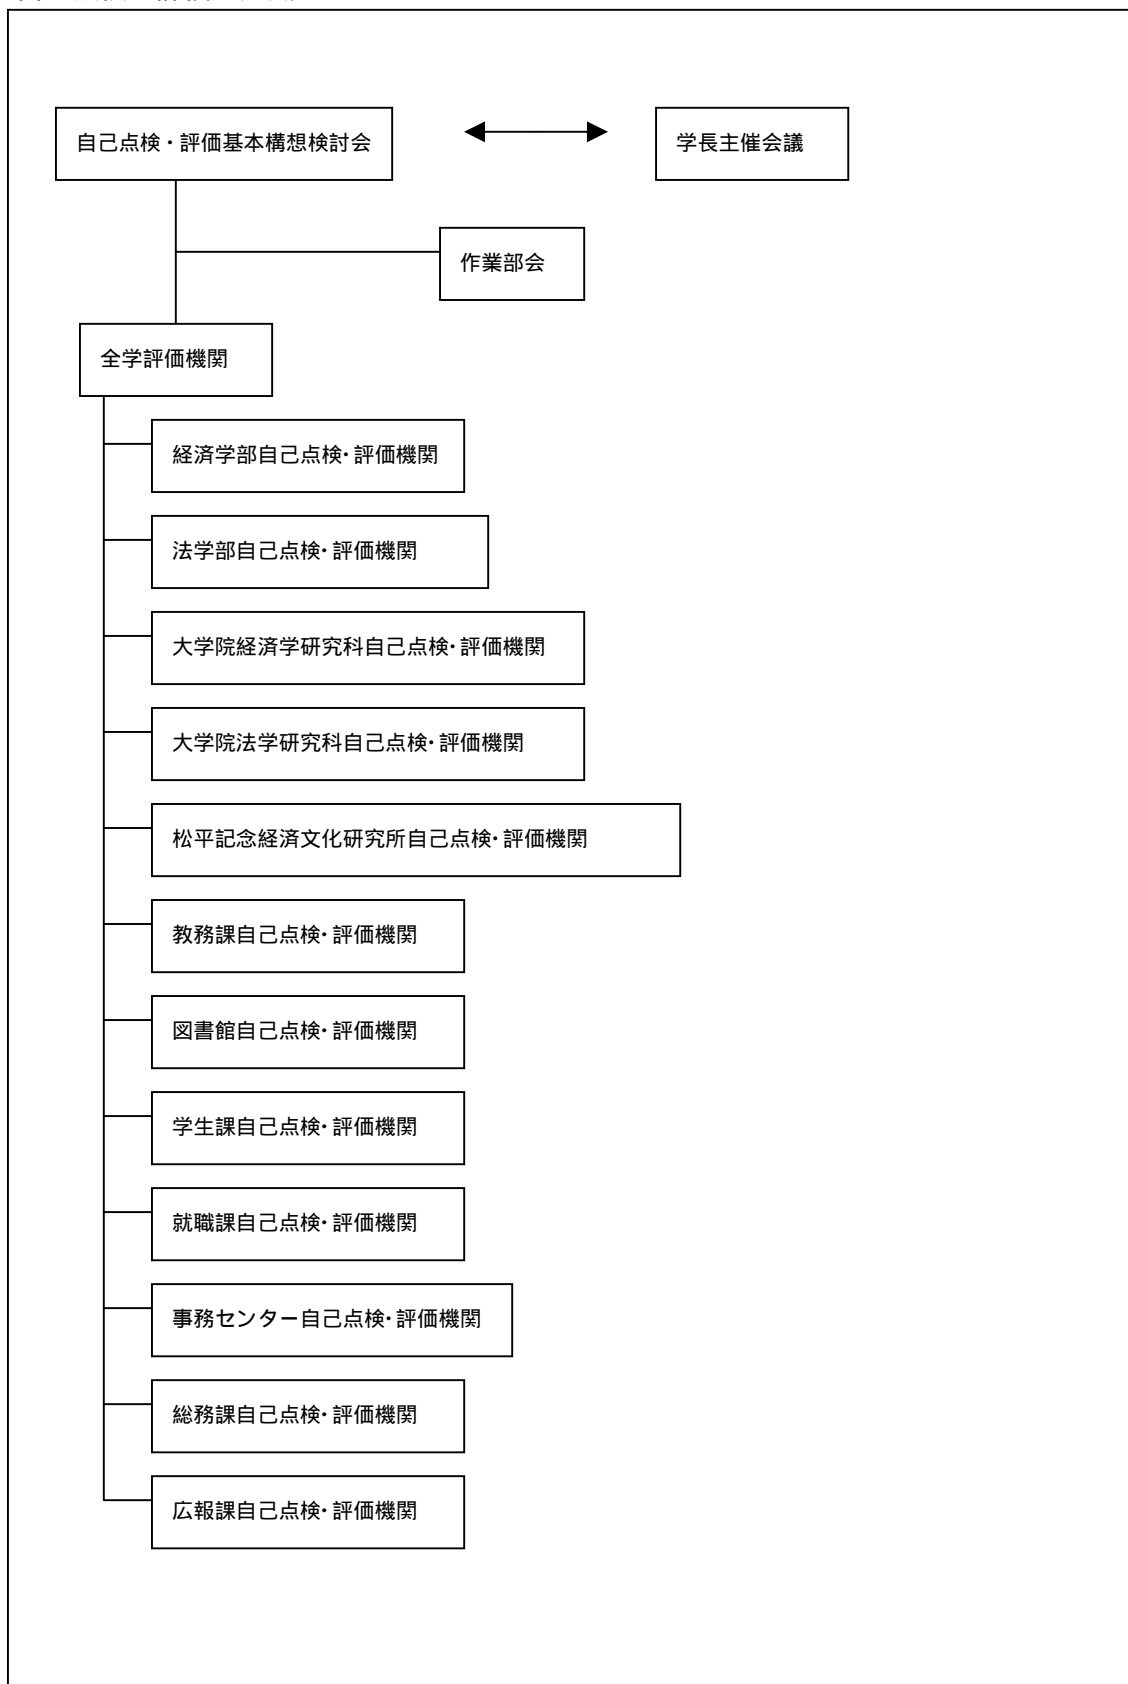 自己点検・評価基本構想検討会
学長主催会議
作業部会
全学評価機関
経済学部自己点検・評価機関
法学部自己点検・評価機関
大学院経済学研究科自己点検・評価機関
大学院法学研究科自己点検・評価機関
松平記念経済文化研究所自己点検・評価機関
教務課自己点検・評価機関
図書館自己点検・評価機関
学生課自己点検・評価機関
就職課自己点検・評価機関
事務センター自己点検・評価機関
総務課自己点検・評価機関
広報課自己点検・評価機関